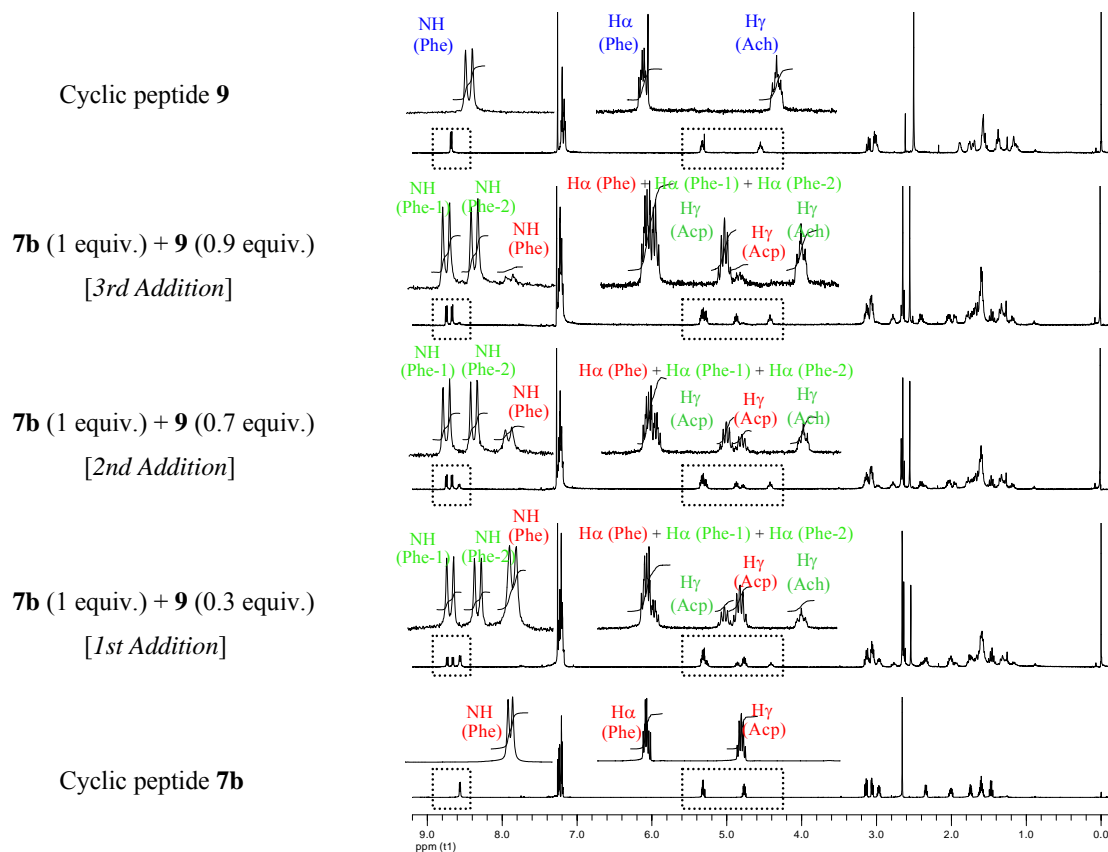 NH
(Phe)
Hα
(Phe)
Hγ
(Ach)
Cyclic peptide 9
NH
(Phe-1)
NH
(Phe-2)
NH
(Phe)
Hα (Phe) + Hα (Phe-1) + Hα (Phe-2)
Hγ
(Acp)
Hγ
(Acp)
Hγ
(Ach)
7b (1 equiv.) + 9 (0.9 equiv.)
[3rd Addition]
NH
(Phe-1)
NH
(Phe-2)
NH
(Phe)
Hα (Phe) + Hα (Phe-1) + Hα (Phe-2)
Hγ
(Acp)
Hγ
(Acp)
Hγ
(Ach)
7b (1 equiv.) + 9 (0.7 equiv.)
[2nd Addition]
NH
(Phe-1)
NH
(Phe-2)
NH
(Phe)
Hα (Phe) + Hα (Phe-1) + Hα (Phe-2)
Hγ
(Acp)
Hγ
(Acp)
Hγ
(Ach)
7b (1 equiv.) + 9 (0.3 equiv.)
[1st Addition]
NH
(Phe)
Hα
(Phe)
Hγ
(Acp)
Cyclic peptide 7b
9.0 8.0 7.0 6.0 5.0 4.0 3.0 2.0 1.0 0.0
ppm (t1)